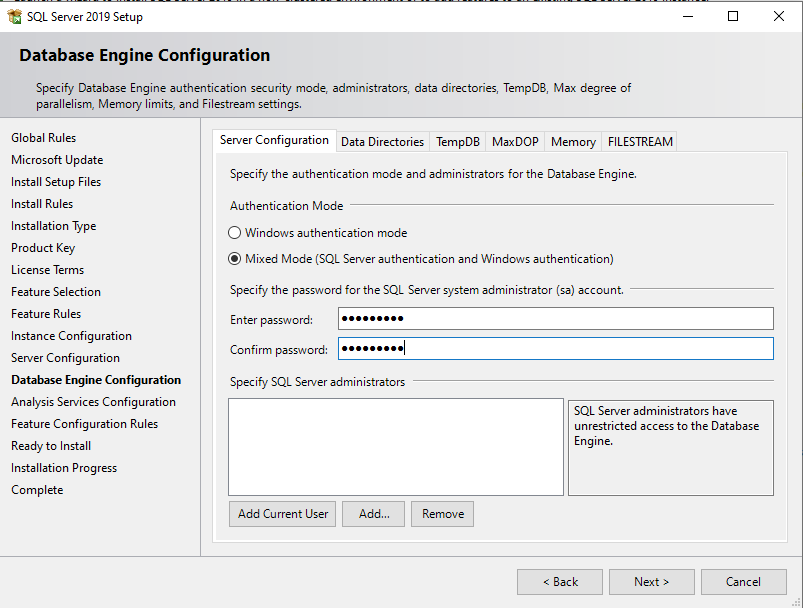 SQL Server 2019 Setup
Database Engine Configuration
Specify Database Engine authentication security mode, administrators, data directories, TempDB, Max degree of
parallelism, Memory limits, and Filestream settings.
Global Rules
Microsoft Update
Install Setup Files
Install Rules
Installation Type
Product Key
License Terms
Feature Selection
Feature Rules
Instance Configuration
Server Configuration
Database Engine Configuration
Analysis Services Configuration
Feature Configuration Rules
Ready to Install
Installation Progress
Complete
Server Configuration Data Directories TempDB MaxDOP Memory FILESTREAM
Specify the authentication mode and administrators for the Database Engine.
Authentication Mode
Windows authentication mode
Mixed Mode (SQL Server authentication and Windows authentication)
Specify the password for the SQL Server system administrator (sa) account.
Enter password: ●●●●●●●●●
Confirm password: ●●●●●●●●●
Specify SQL Server administrators
SQL Server administrators have
unrestricted access to the Database
Engine.
Add Current User Add... Remove
< Back Next > Cancel